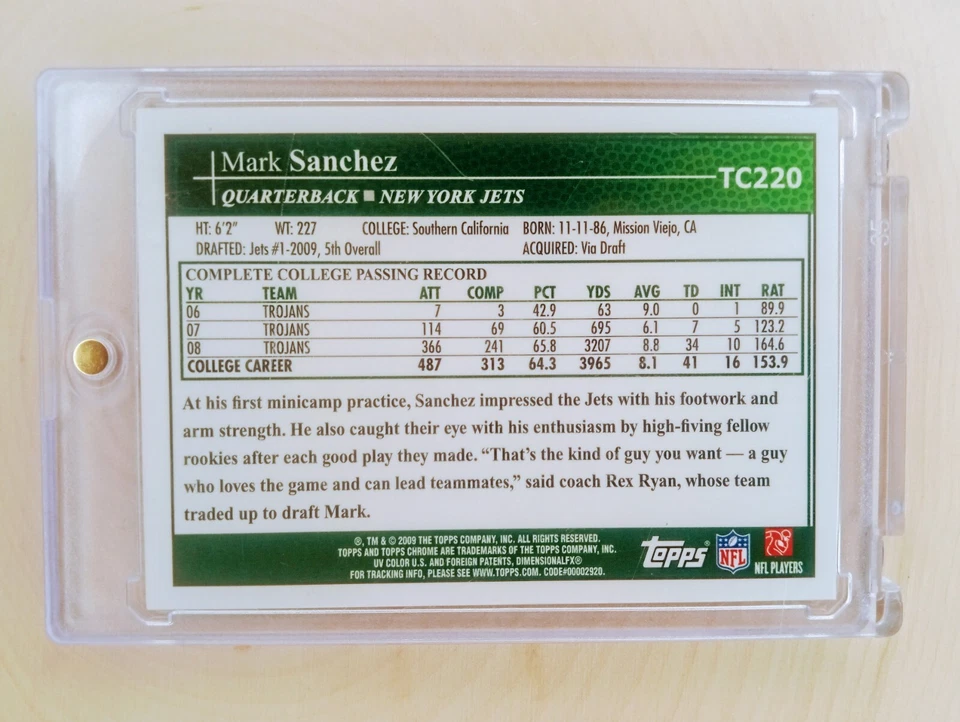 Mark Sanchez
TC220
QUARTERBACK ■ NEW YORK JETS
HT: 6'2" WT: 227 COLLEGE: Southern California BORN: 11-11-86, Mission Viejo, CA
DRAFTED: Jets #1-2009, 5th Overall ACQUIRED: Via Draft
COMPLETE COLLEGE PASSING RECORD
YR TEAM ATT COMP PCT YDS AVG TD INT RAT
06 TROJANS 7 3 42.9 63 9.0 0 1 89.9
07 TROJANS 114 69 60.5 695 6.1 7 5 123.2
08 TROJANS 366 241 65.8 3207 8.8 34 10 164.6
COLLEGE CAREER 487 313 64.3 3965 8.1 41 16 153.9
At his first minicamp practice, Sanchez impressed the Jets with his footwork and
arm strength. He also caught their eye with his enthusiasm by high-fiving fellow
rookies after each good play they made. “That's the kind of guy you want — a guy
who loves the game and can lead teammates,” said coach Rex Ryan, whose team
traded up to draft Mark.
®, TM & © 2009 THE TOPPS COMPANY, INC. ALL RIGHTS RESERVED.
TOPPS AND TOPPS CHROME ARE TRADEMARKS OF THE TOPPS COMPANY, INC.
UV COLOR U.S. AND FOREIGN PATENTS, DIMENSIONALFX®
FOR TRACKING INFO, PLEASE SEE WWW.TOPPS.COM. CODE#00002920.
Topps®
NFL
NFL PLAYERS
35